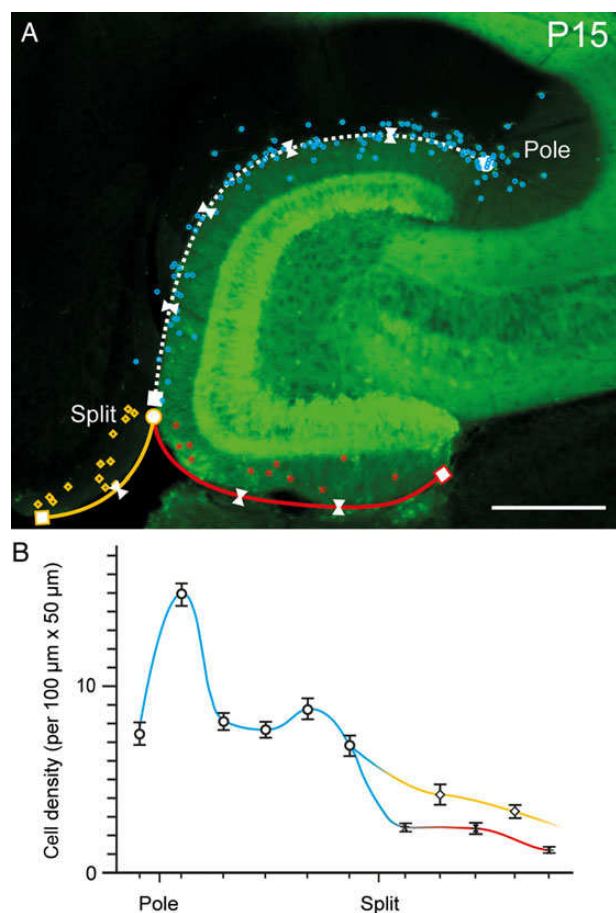 A
P15
Pole
Split
B
Cell density (per 100 µm x 50 µm)
10
0
Pole
Split